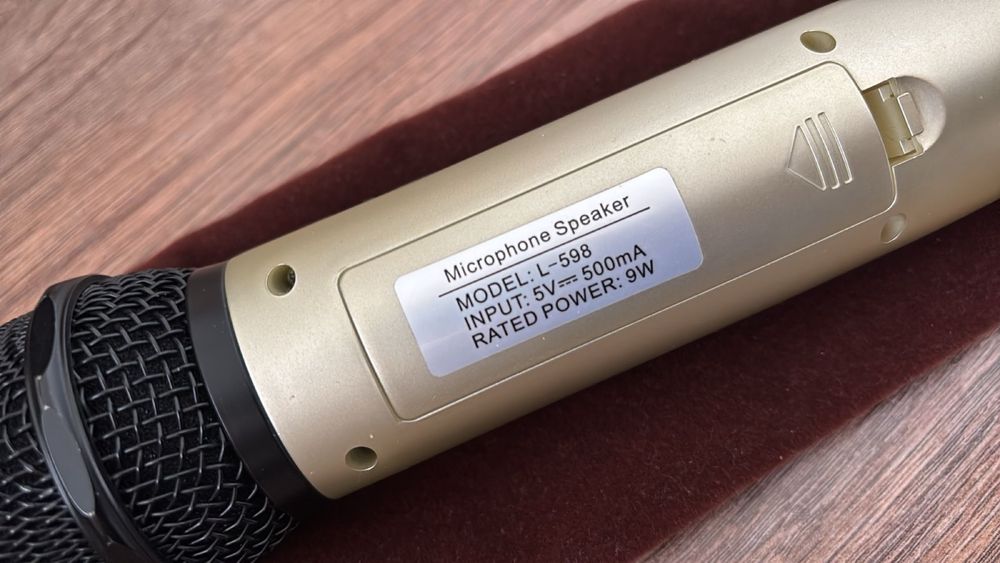 Microphone Speaker
MODEL: L-598
INPUT: 5V⎓ 500mA
RATED POWER: 9W